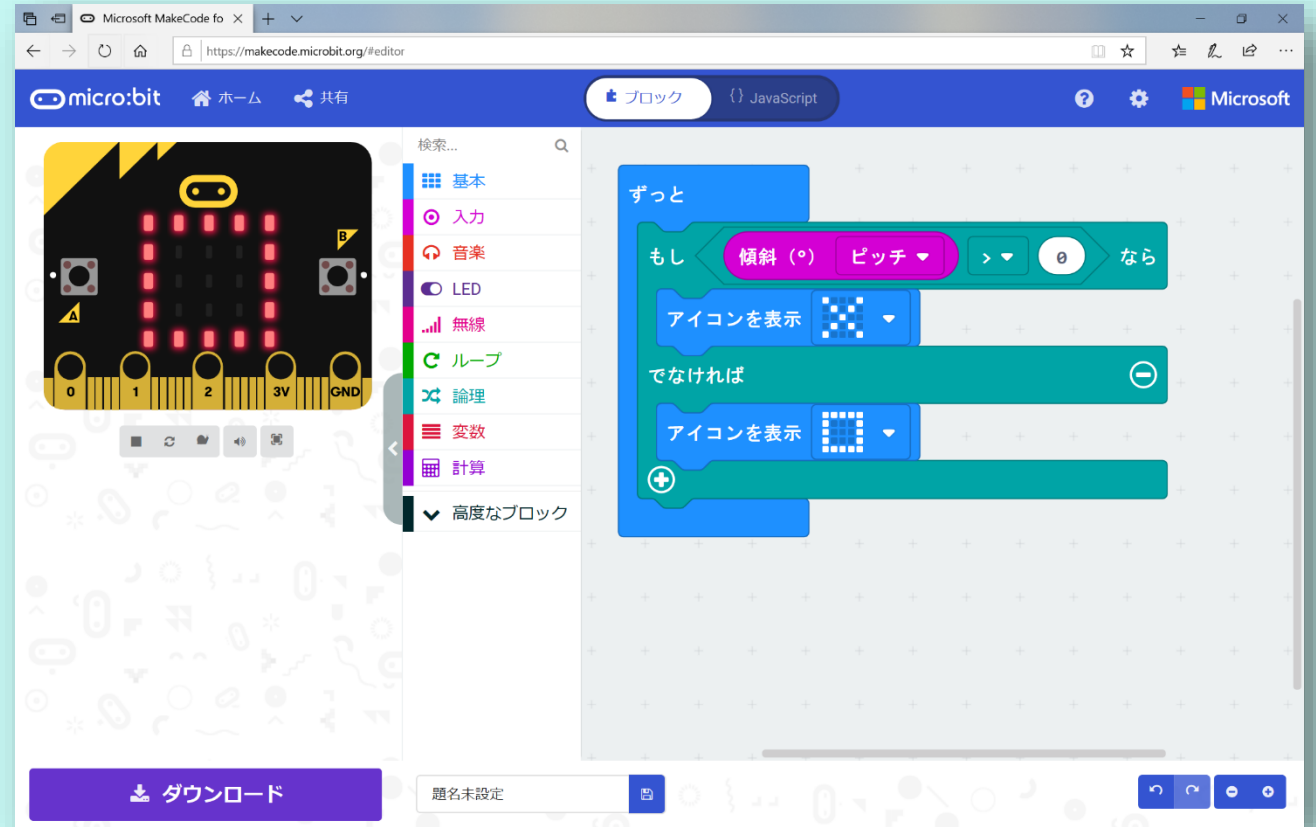 Microsoft MakeCode fo
https://makecode.microbit.org/#editor
micro:bit ホーム 共有 ブロック {} JavaScript Microsoft
検索...
基本
入力
音楽
LED
無線
ループ
論理
変数
計算
高度なブロック
A
B
0 1 2 3V GND
ずっと
もし 傾斜 (°) ピッチ > 0 なら
アイコンを表示
でなければ
アイコンを表示
ダウンロード
題名未設定